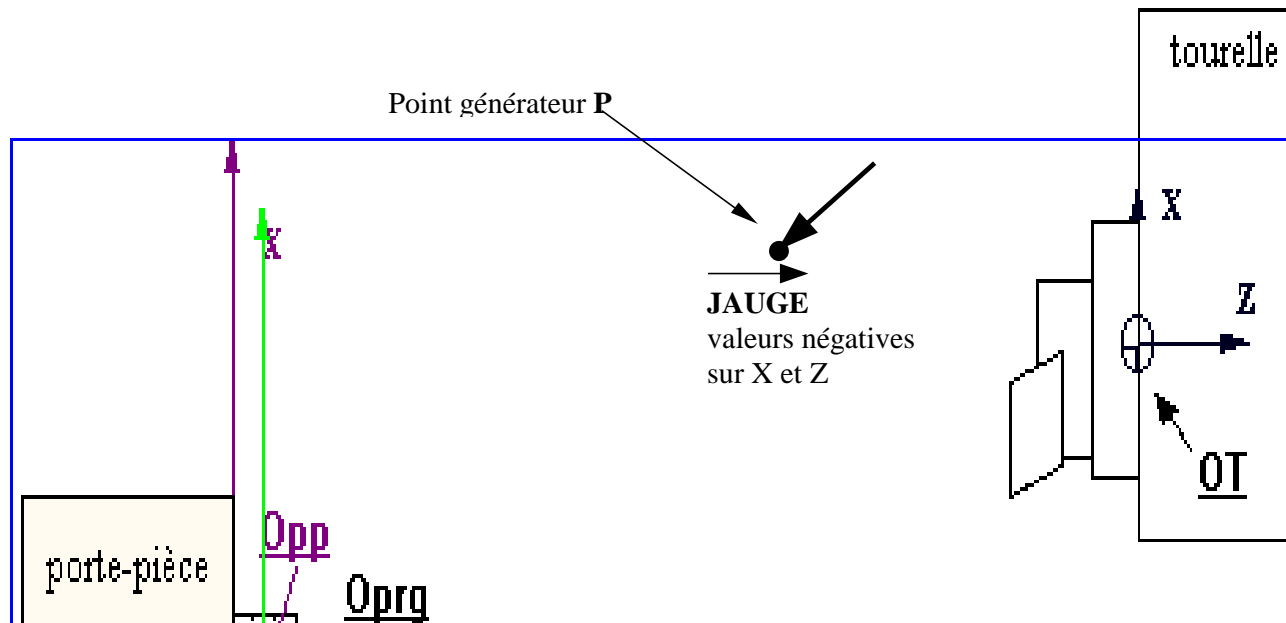 tourelle
Point générateur P
X
X
Z
JAUGE
valeurs négatives
sur X et Z
OT
Opp
porte-pièce
Oprg